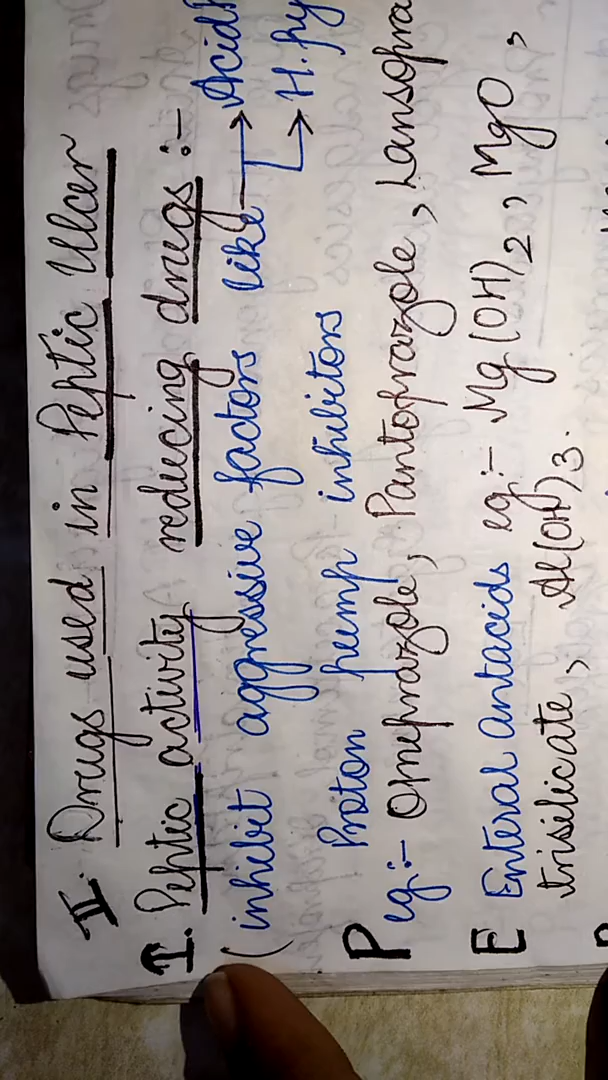 II. Drugs used in Peptic Ulcer
I. Peptic activity reducing drugs :-
(inhibit aggressive factors like → Acid
→ H. py
P Proton pump inhibitors
eg:- Omeprazole, Pantoprazole, Lansopra
E Enteral antacids eg:- Mg(OH)2, MgO,
trisilicate, Al(OH)3.